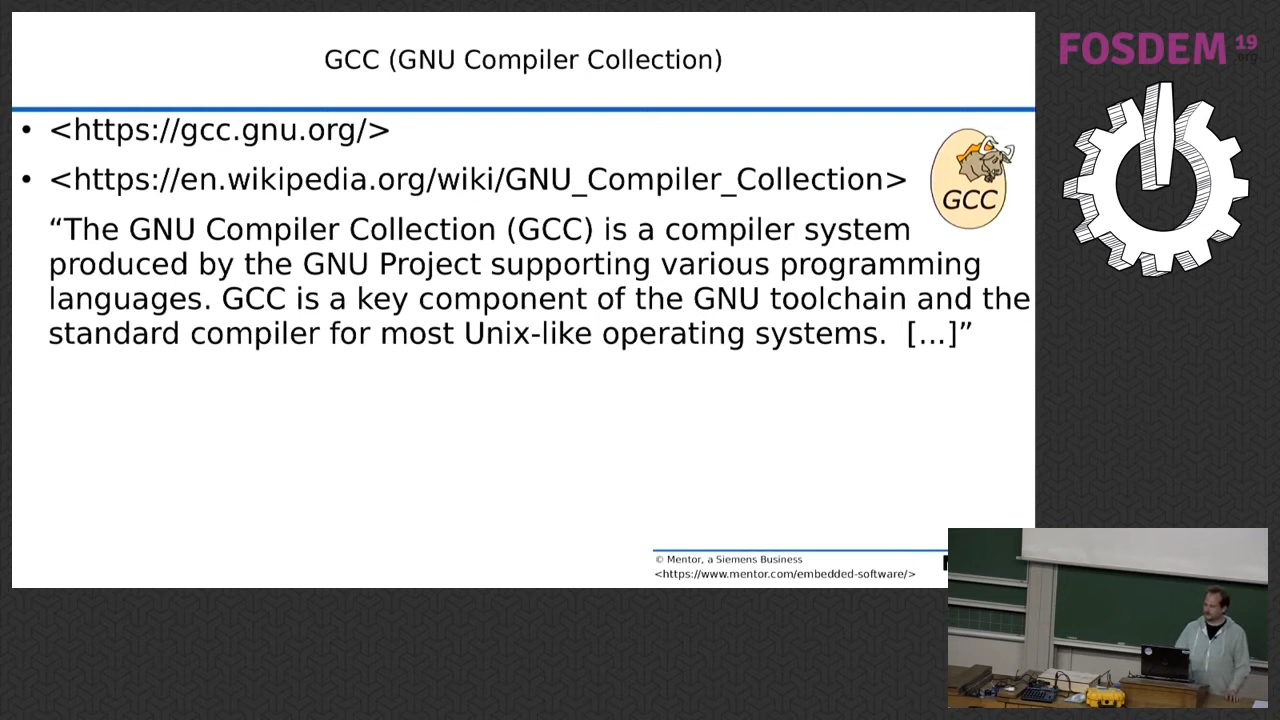 GCC (GNU Compiler Collection)
FOSDEM 19
.org
• <https://gcc.gnu.org/>
• <https://en.wikipedia.org/wiki/GNU_Compiler_Collection>
GCC
“The GNU Compiler Collection (GCC) is a compiler system
produced by the GNU Project supporting various programming
languages. GCC is a key component of the GNU toolchain and the
standard compiler for most Unix-like operating systems.  [...]”
© Mentor, a Siemens Business
<https://www.mentor.com/embedded-software/>